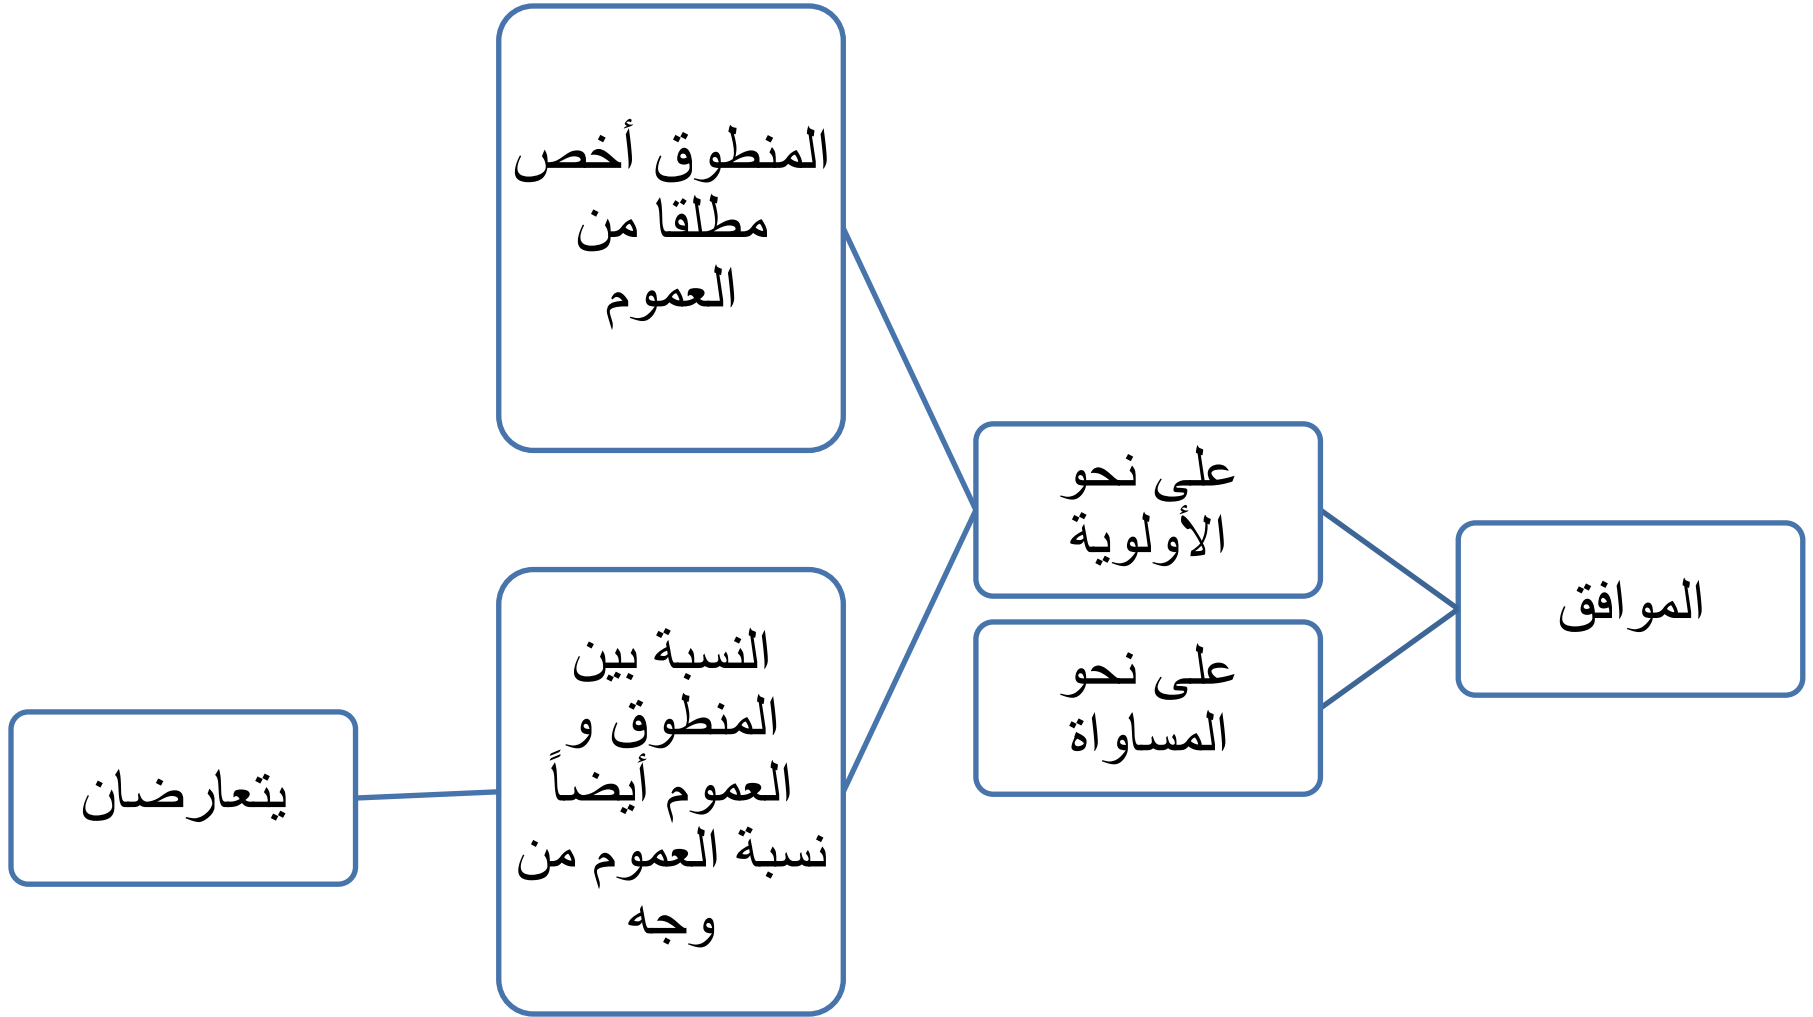 الموافق
على نحو
الأولوية
المنطوق أخص
مطلقا من
العموم
النسبة بين
المنطوق و
العموم أيضاً
نسبة العموم من
وجه
يتعارضان
على نحو
المساواة